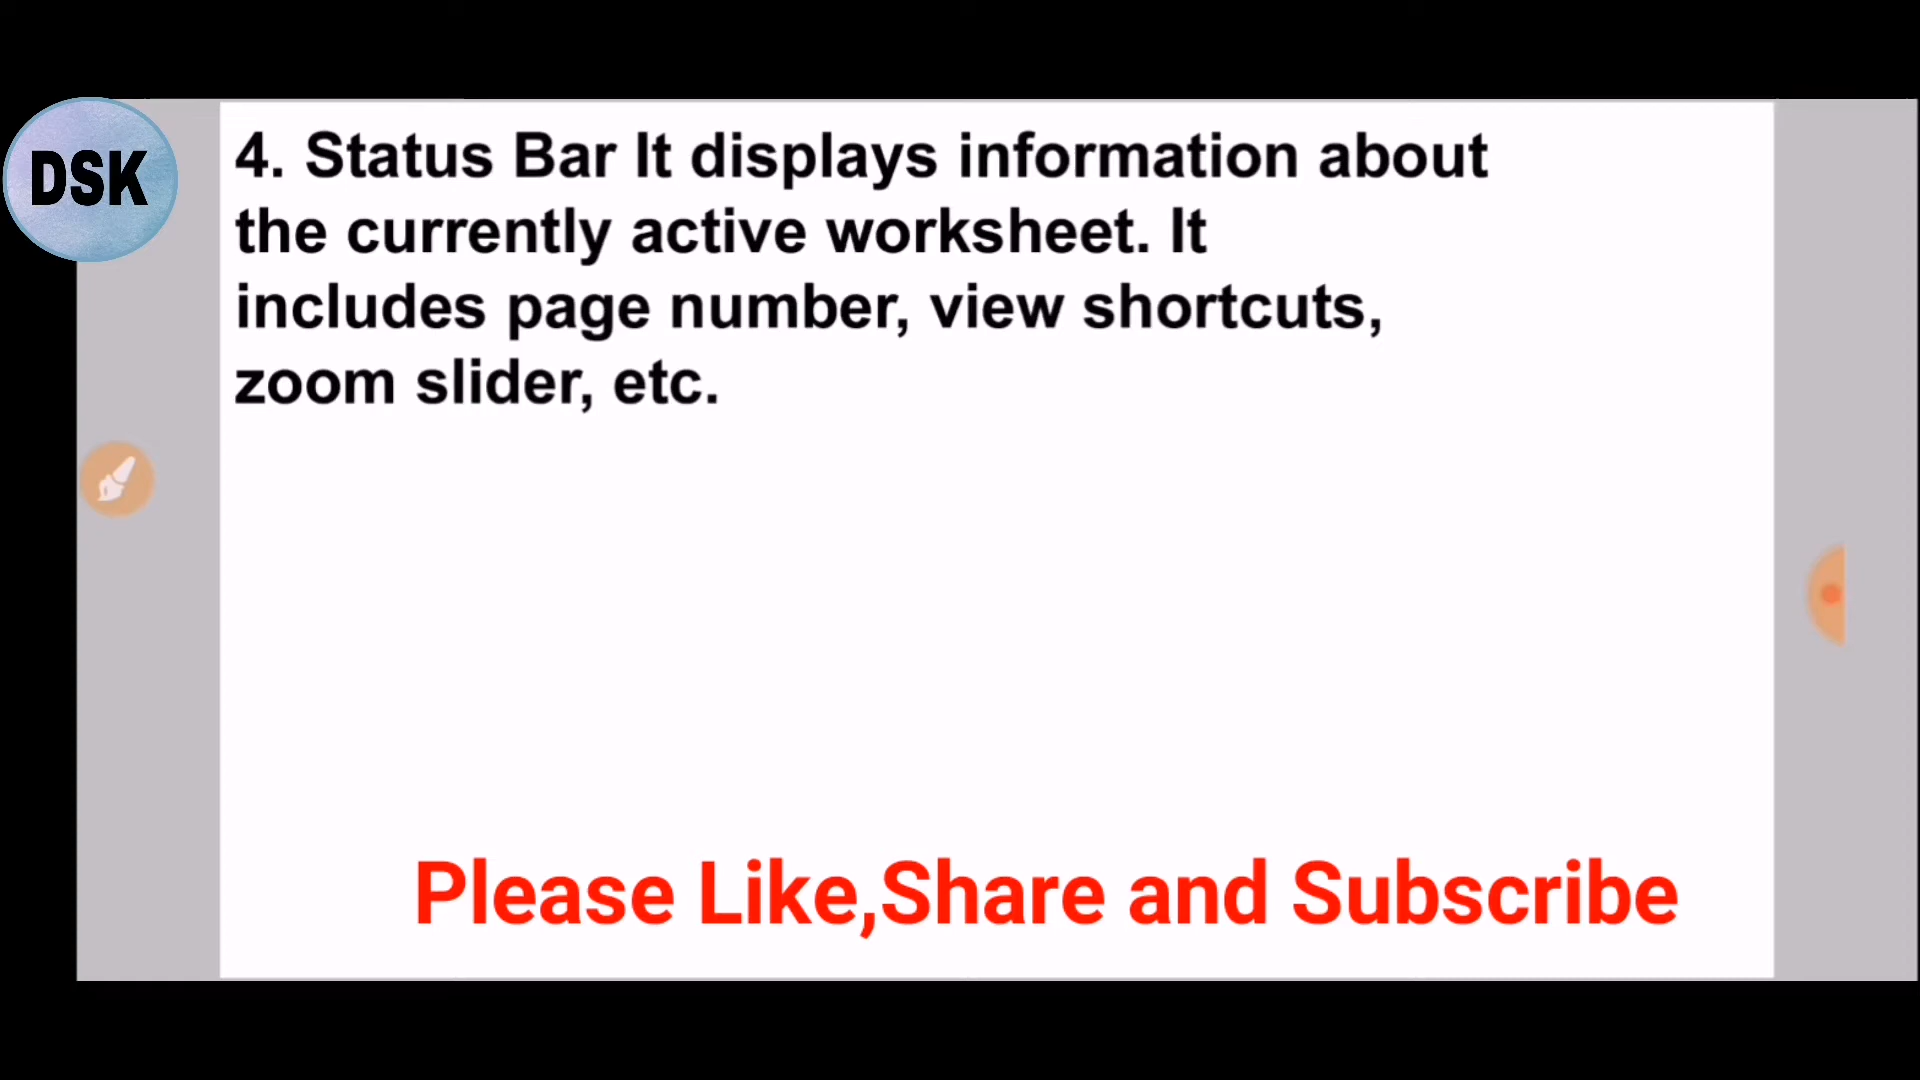 DSK
4. Status Bar It displays information about
the currently active worksheet. It
includes page number, view shortcuts,
zoom slider, etc.
Please Like,Share and Subscribe